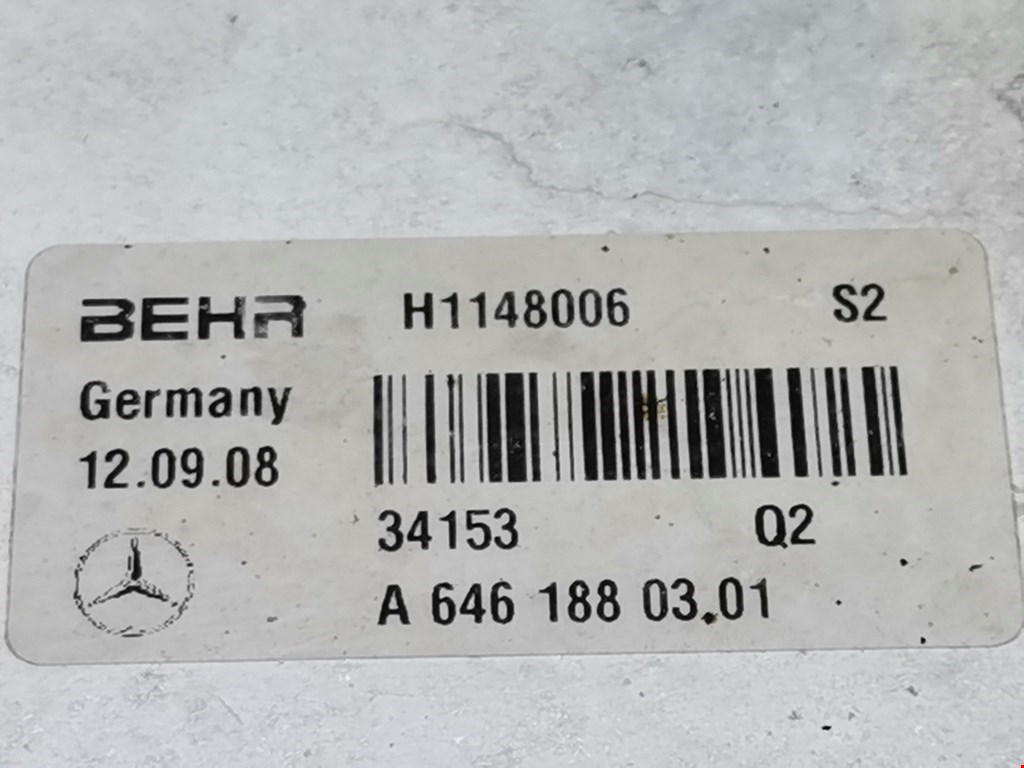 BEHR H1148006 S2
Germany
12.09.08
34153 Q2
A 646 188 03.01